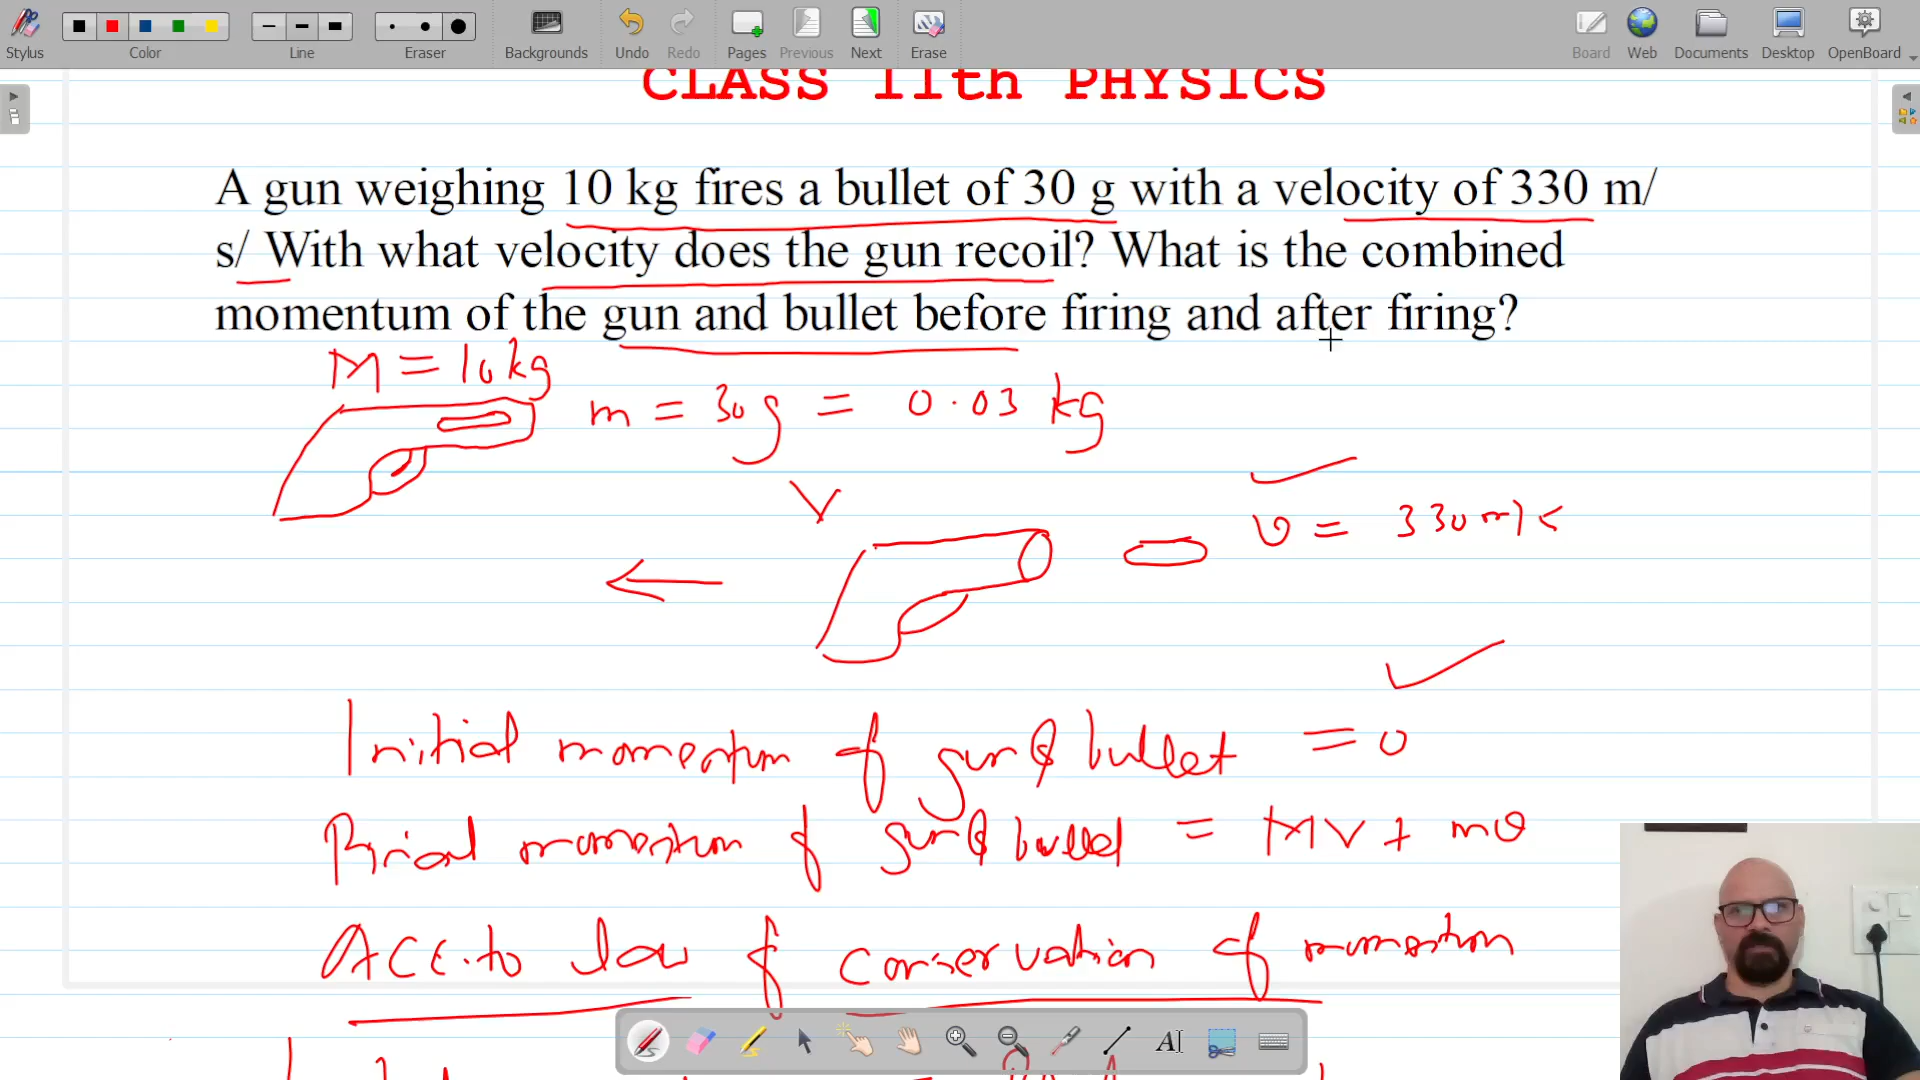 Stylus Color Line Eraser Backgrounds Undo Redo Pages Previous Next Erase Board Web Documents Desktop OpenBoard
CLASS 11th PHYSICS
A gun weighing 10 kg fires a bullet of 30 g with a velocity of 330 m/
s/ With what velocity does the gun recoil? What is the combined
momentum of the gun and bullet before firing and after firing?
M = 10 kg
m = 30 g = 0.03 kg
V
v = 330 m/s
Initial momentum of gun & bullet = 0
Final momentum of gun & bullet = MV + mv
Acc. to law of conservation of momentum